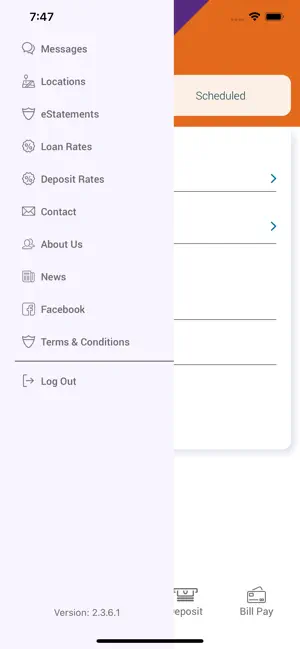 7:47
Messages
Locations
eStatements
Loan Rates
Deposit Rates
Contact
About Us
News
Facebook
Terms & Conditions
Log Out
Version: 2.3.6.1
Scheduled
eposit
Bill Pay